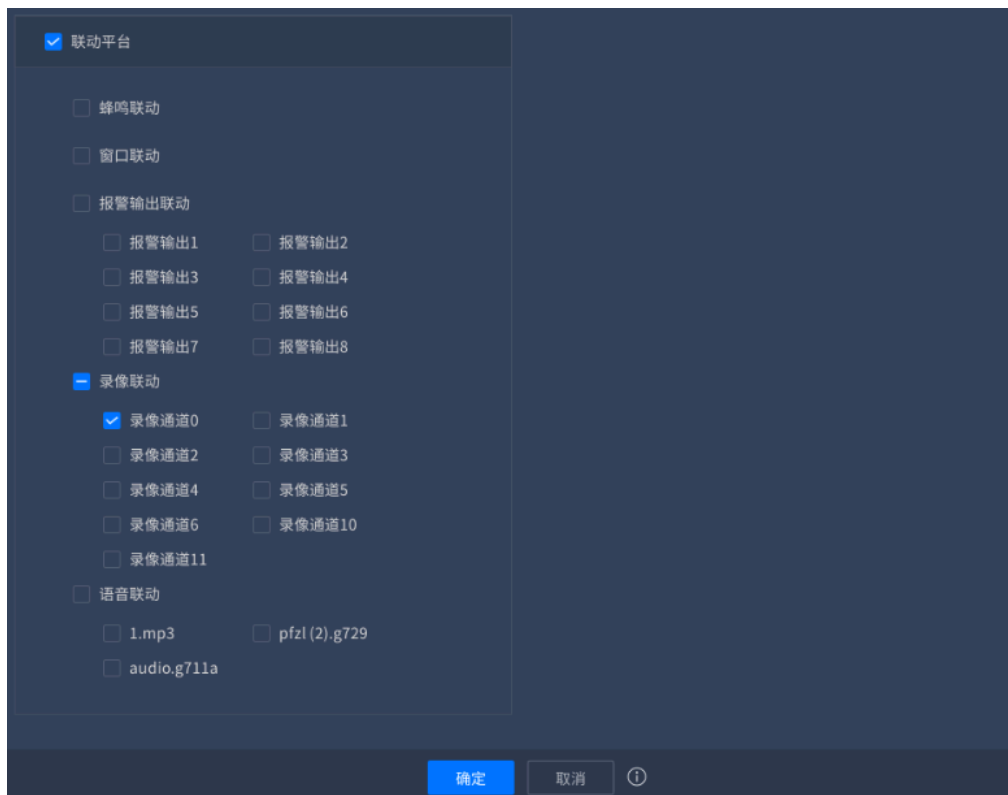 联动平台
蜂鸣联动
窗口联动
报警输出联动
报警输出1 报警输出2
报警输出3 报警输出4
报警输出5 报警输出6
报警输出7 报警输出8
录像联动
录像通道0 录像通道1
录像通道2 录像通道3
录像通道4 录像通道5
录像通道6 录像通道10
录像通道11
语音联动
1.mp3 pfzl (2).g729
audio.g711a
确定 取消